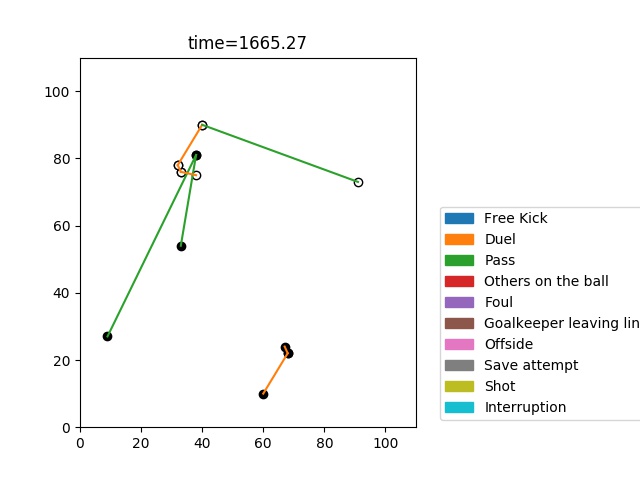 time=1665.27
100
80
60
40
20
0
0 20 40 60 80 100
Free Kick
Duel
Pass
Others on the ball
Foul
Goalkeeper leaving lin
Offside
Save attempt
Shot
Interruption